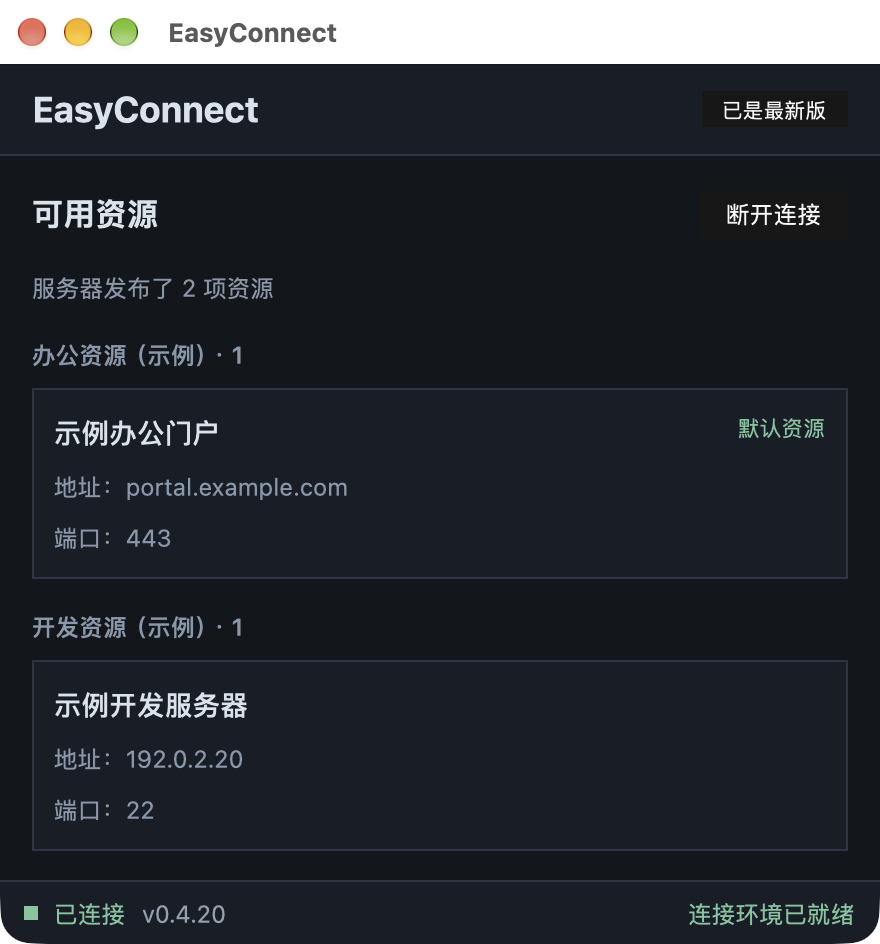 EasyConnect
EasyConnect
已是最新版
可用资源
断开连接
服务器发布了 2 项资源
办公资源（示例）· 1
示例办公门户
默认资源
地址：portal.example.com
端口：443
开发资源（示例）· 1
示例开发服务器
地址：192.0.2.20
端口：22
已连接 v0.4.20
连接环境已就绪